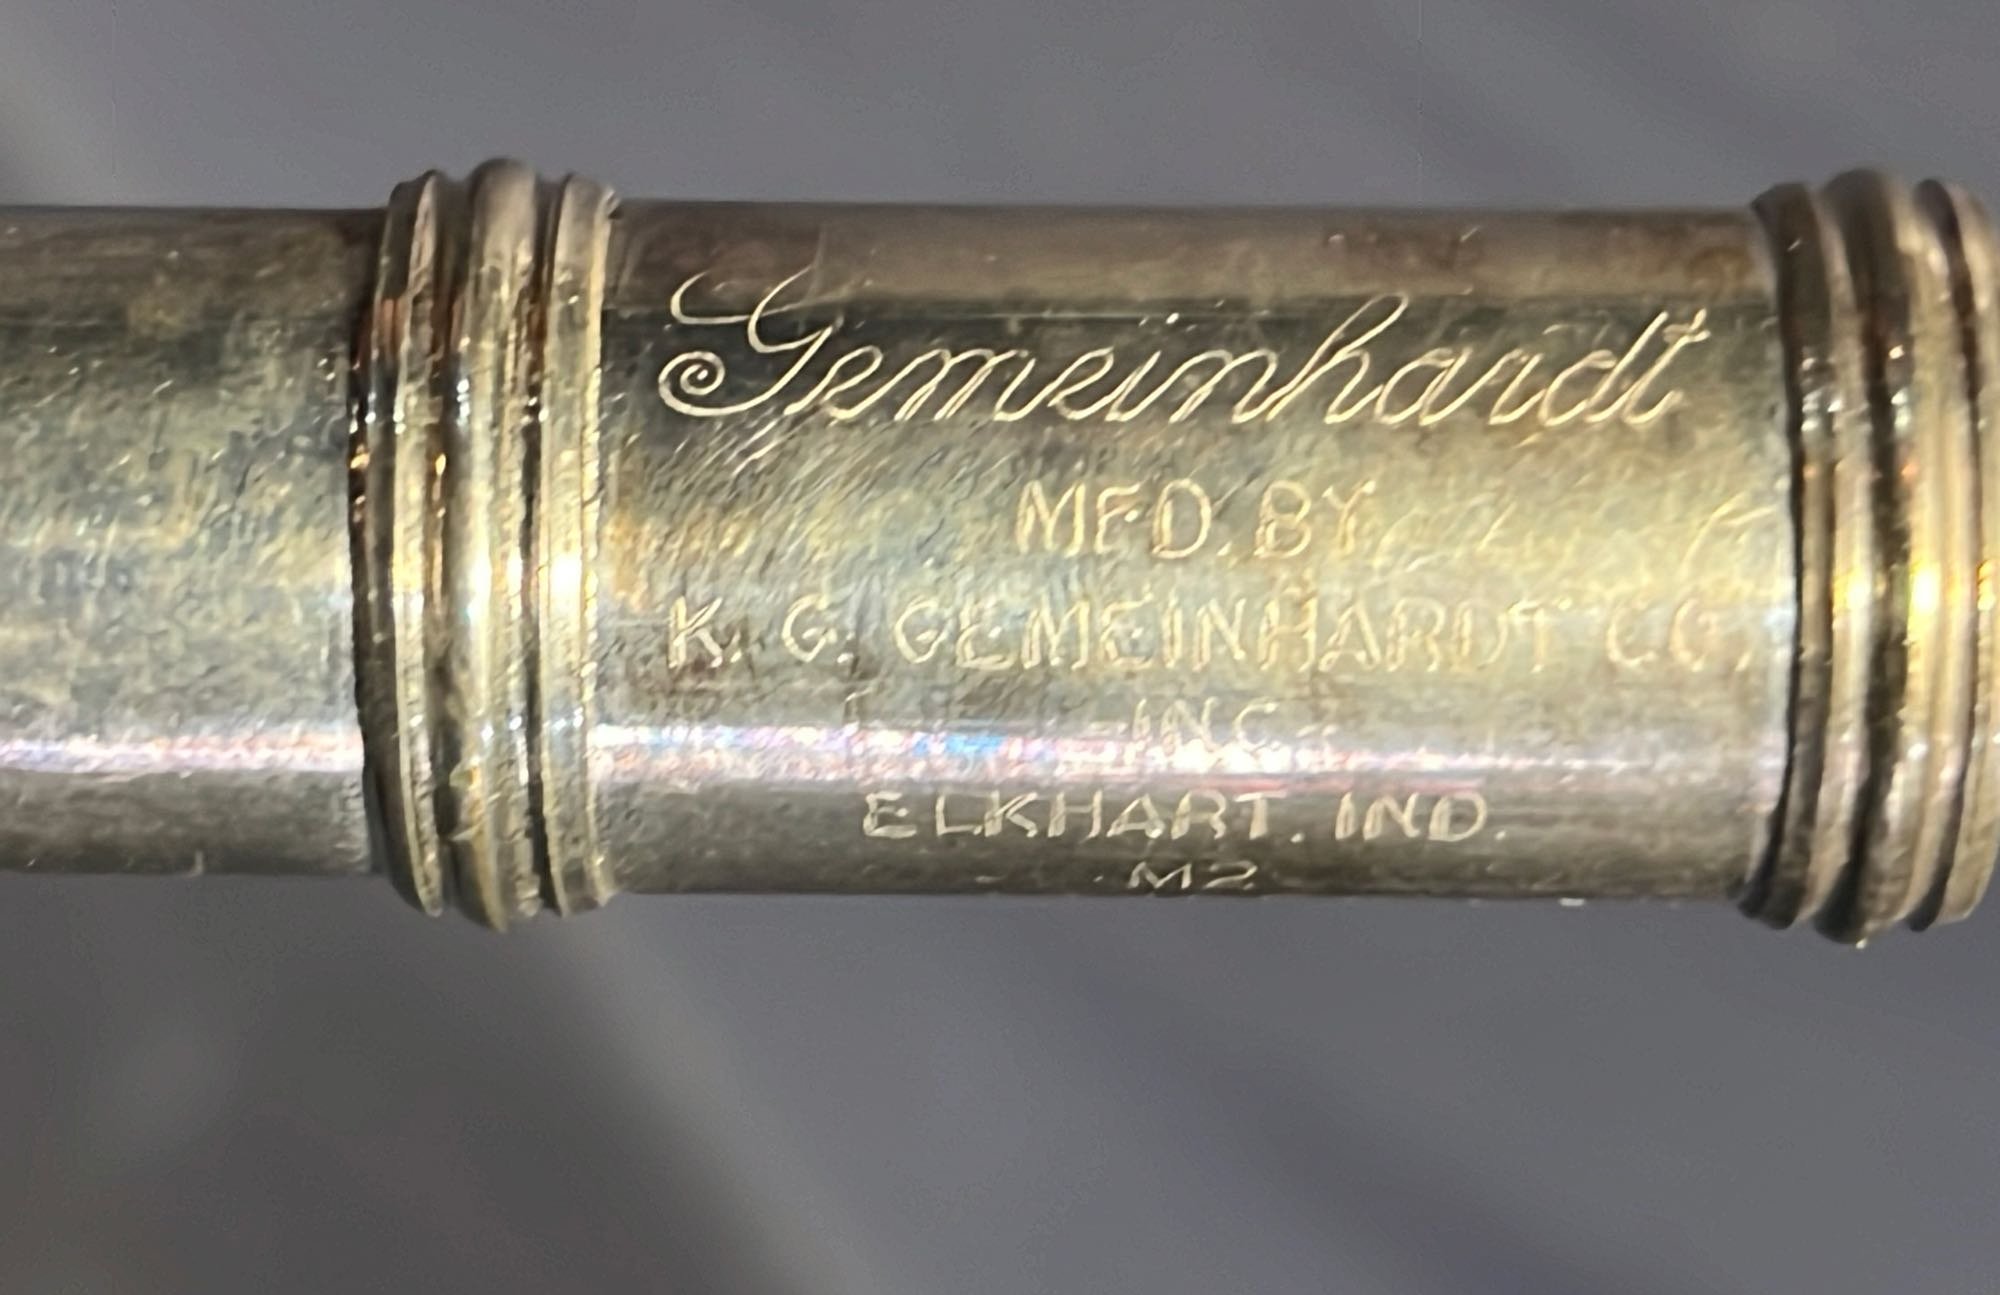 Gemeinhardt
MFD. BY
K. G. GEMEINHARDT CO.
INC.
ELKHART. IND.
M2